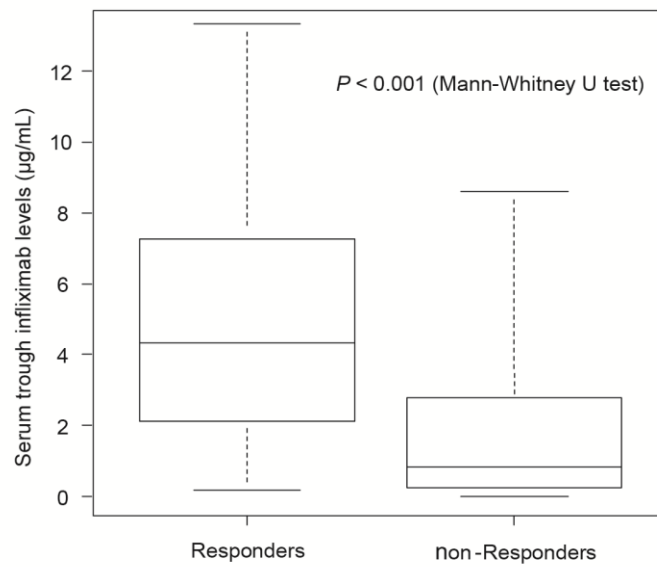 P < 0.001 (Mann-Whitney U test)
Serum trough infliximab levels (µg/mL)
12
10
8
6
4
2
0
Responders
non-Responders